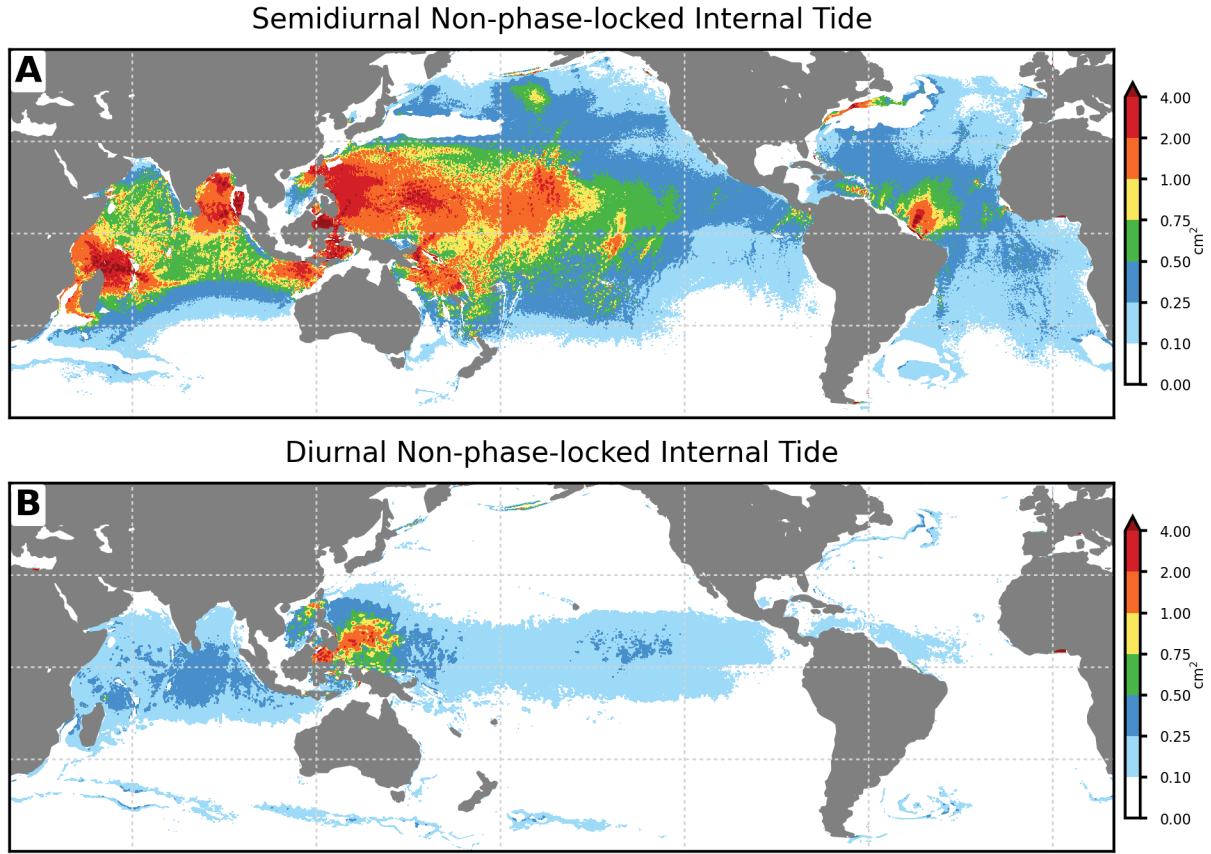 Semidiurnal Non-phase-locked Internal Tide
A
4.00
2.00
1.00
0.75
0.50
0.25
0.10
0.00
cm²
Diurnal Non-phase-locked Internal Tide
B
4.00
2.00
1.00
0.75
0.50
0.25
0.10
0.00
cm²